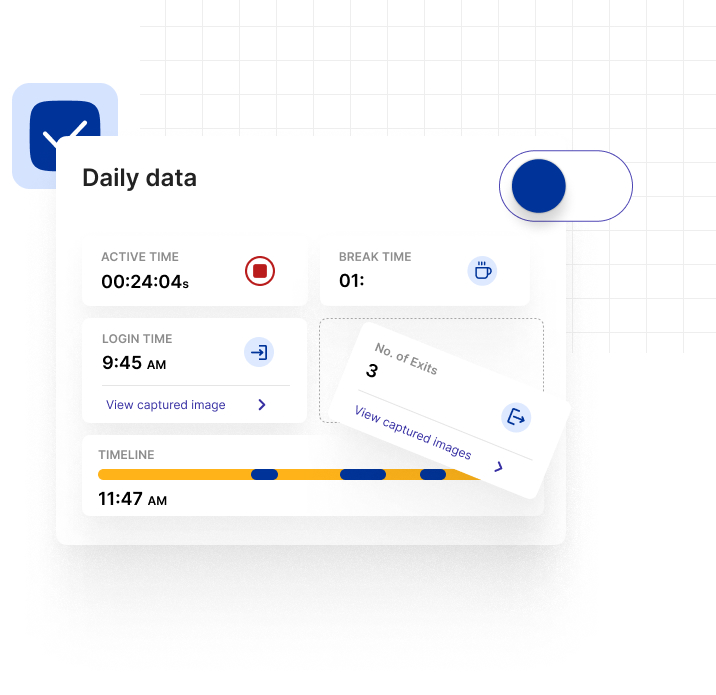 Daily data
ACTIVE TIME
00:24:04s
BREAK TIME
01:
LOGIN TIME
9:45 AM
View captured image
No. of Exits
3
View captured images
TIMELINE
11:47 AM